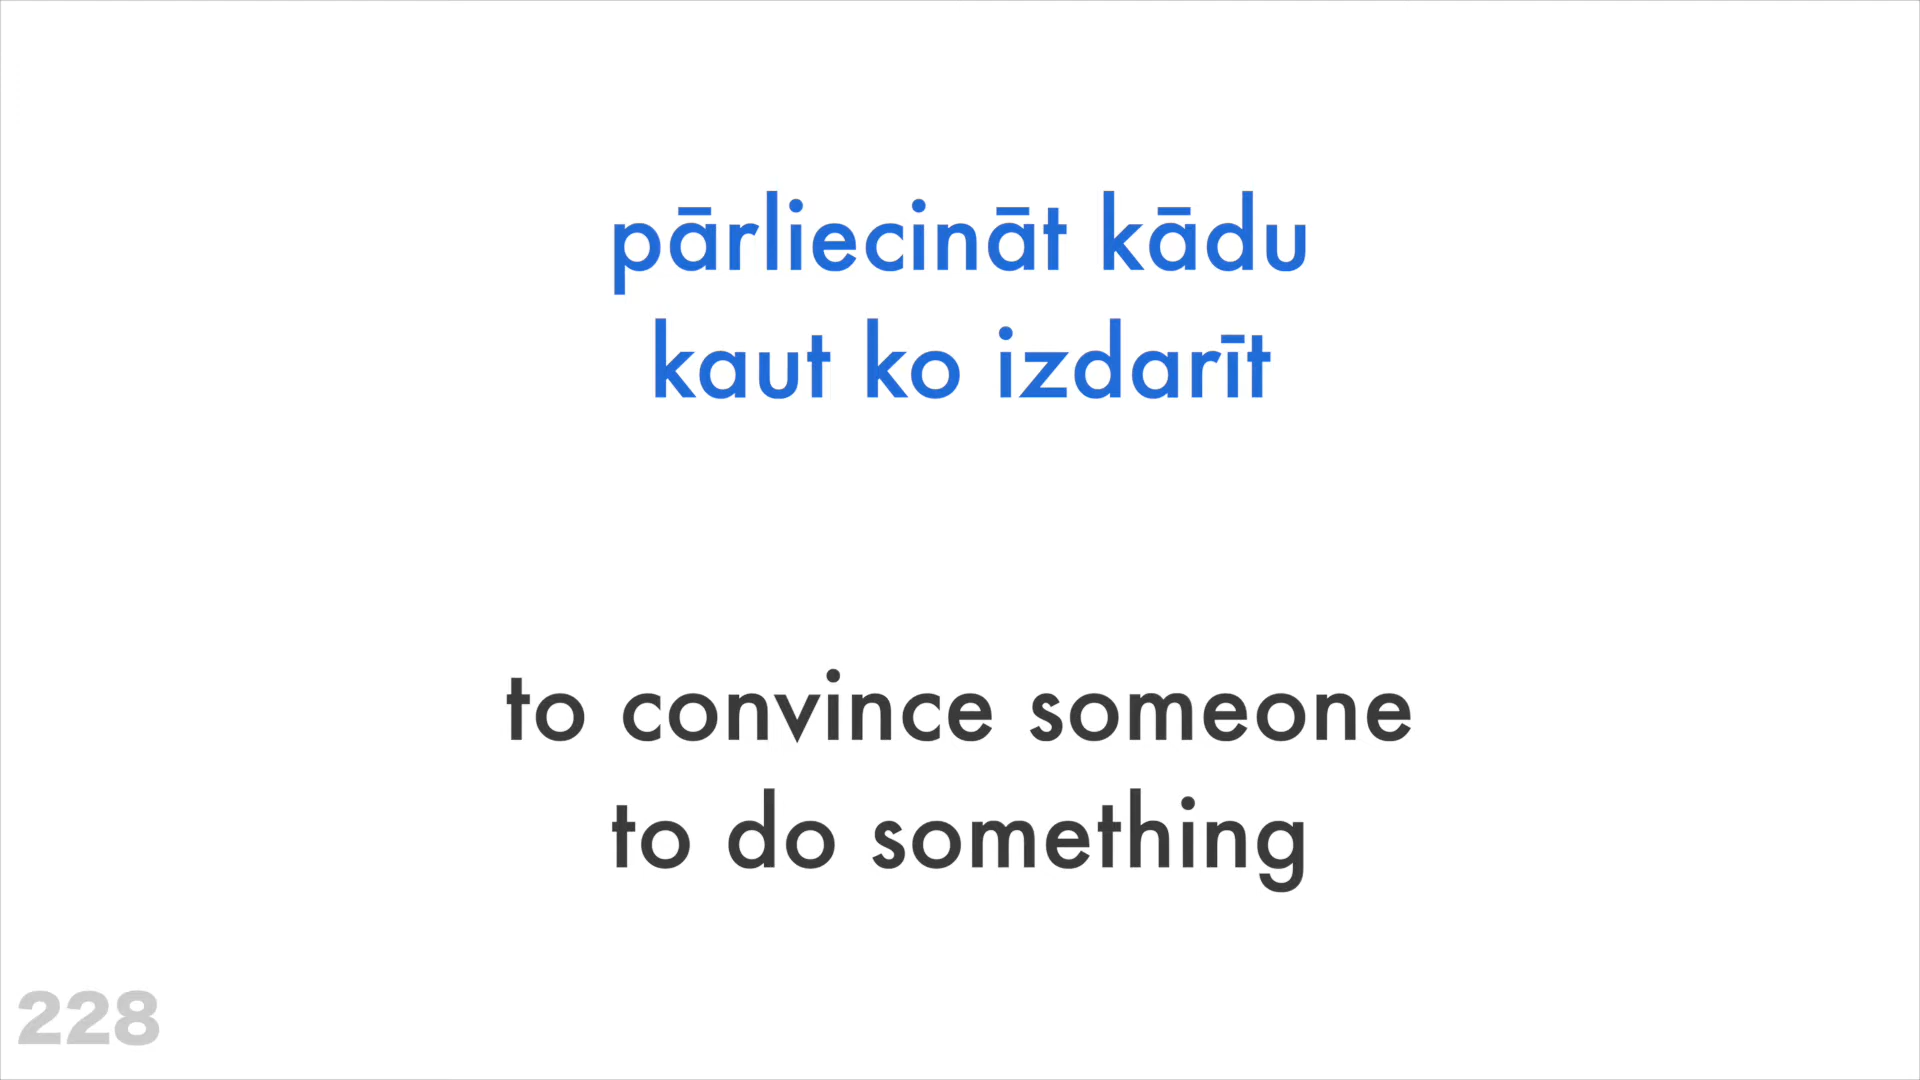 pārliecināt kādu
kaut ko izdarīt
to convince someone
to do something
228